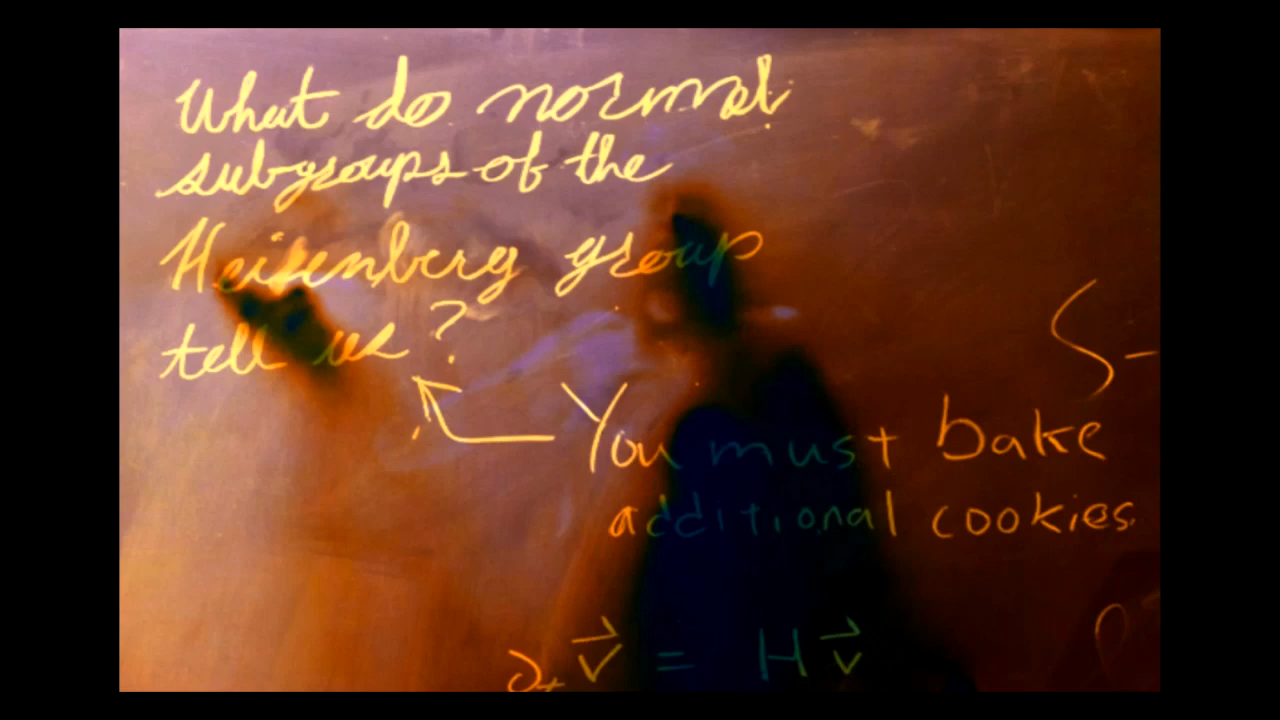 What do normal
subgroups of the
Heisenberg group
tell us?
You must bake
additional cookies.
∂ₜ v⃗ = H v⃗